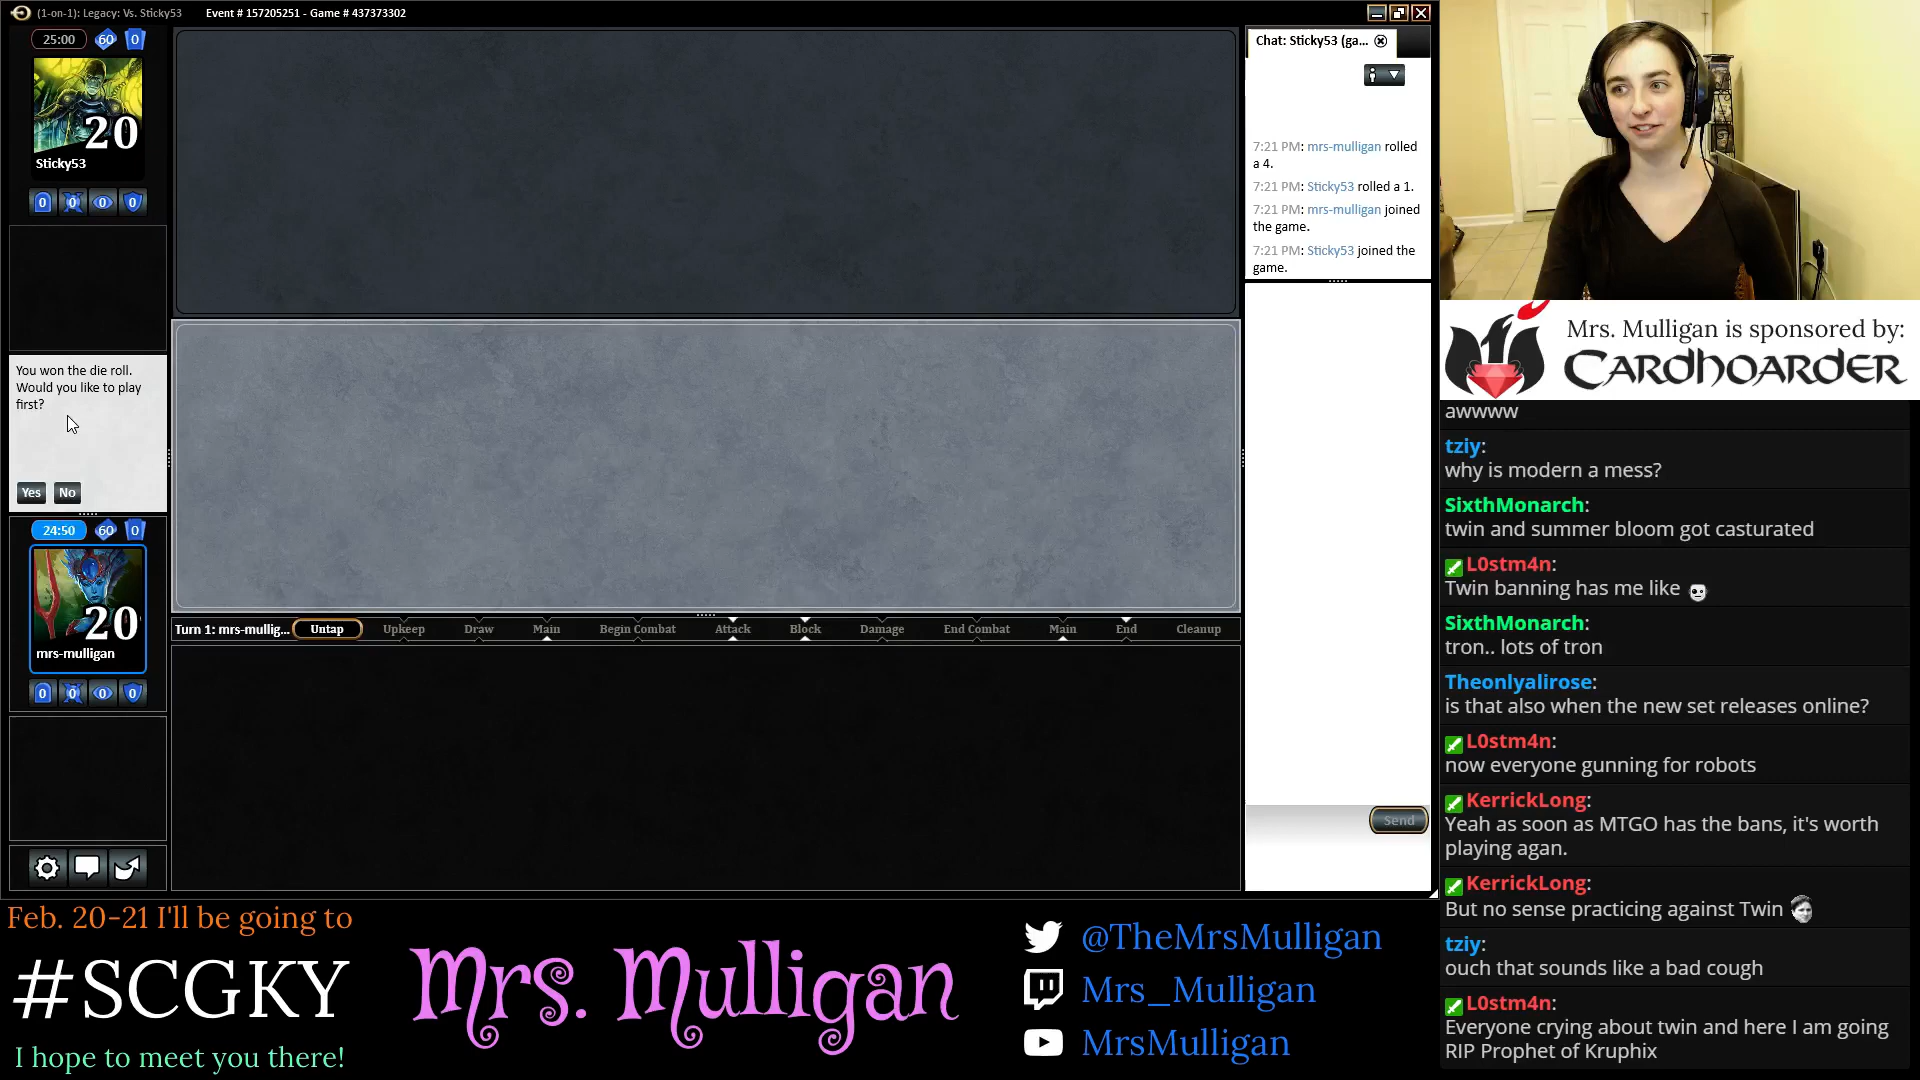 (1-on-1): Legacy: Vs. Sticky53
Event # 157205251 - Game # 437373302
25:00
60
0
20
Sticky53
0
0
0
0
You won the die roll.
Would you like to play
first?
Yes
No
24:50
60
0
20
mrs-mulligan
0
0
0
0
Turn 1: mrs-mullig...
Untap
Upkeep
Draw
Main
Begin Combat
Attack
Block
Damage
End Combat
Main
End
Cleanup
Chat: Sticky53 (ga...
7:21 PM: mrs-mulligan rolled
a 4.
7:21 PM: Sticky53 rolled a 1.
7:21 PM: mrs-mulligan joined
the game.
7:21 PM: Sticky53 joined the
game.
Send
Mrs. Mulligan is sponsored by:
CARDHOARDER
awwww
tziy:
why is modern a mess?
SixthMonarch:
twin and summer bloom got casturated
L0stm4n:
Twin banning has me like
SixthMonarch:
tron.. lots of tron
Theonlyalirose:
is that also when the new set releases online?
L0stm4n:
now everyone gunning for robots
KerrickLong:
Yeah as soon as MTGO has the bans, it's worth
playing agan.
KerrickLong:
But no sense practicing against Twin
tziy:
ouch that sounds like a bad cough
L0stm4n:
Everyone crying about twin and here I am going
RIP Prophet of Kruphix
Feb. 20-21 I'll be going to
#SCGKY
I hope to meet you there!
Mrs. Mulligan
@TheMrsMulligan
Mrs_Mulligan
MrsMulligan